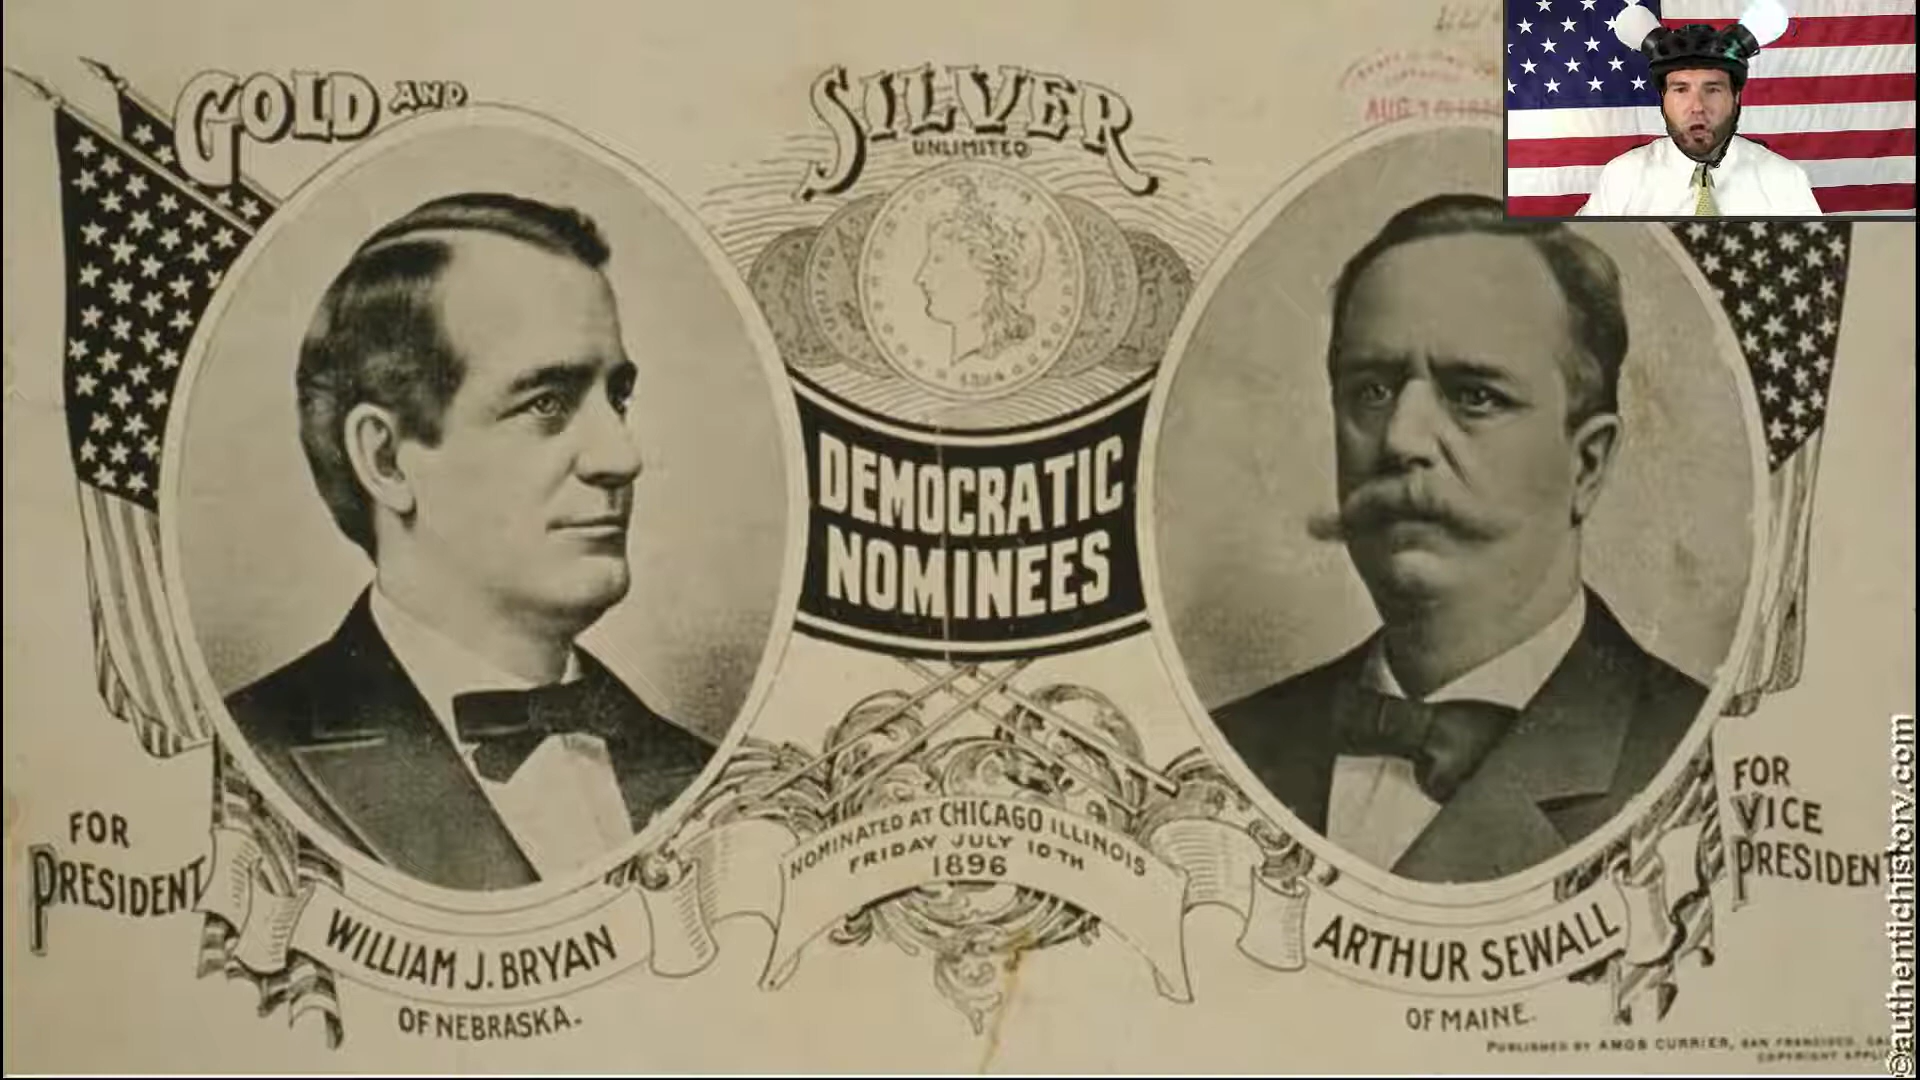 GOLD AND
SILVER
UNLIMITED
DEMOCRATIC
NOMINEES
NOMINATED AT CHICAGO ILLINOIS
FRIDAY JULY 10TH
1896
FOR
PRESIDENT
WILLIAM J. BRYAN
OF NEBRASKA.
FOR
VICE
PRESIDENT
ARTHUR SEWALL
OF MAINE.
PUBLISHED BY AMOS CURRIER, SAN FRANCISCO,
COPYRIGHT
©authentichistory.com